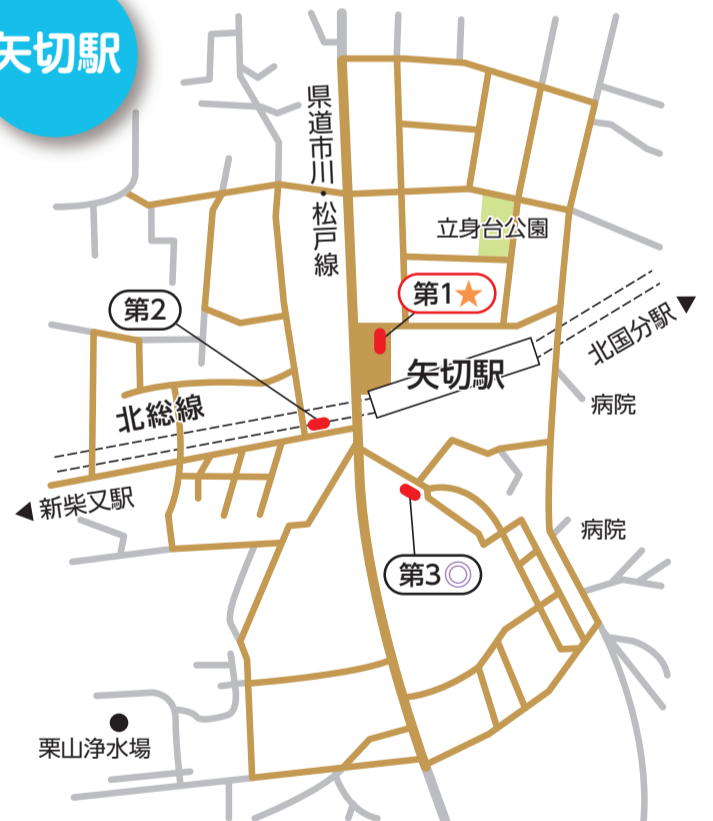 矢切駅
県道市川・松戸線
立身台公園
第1★
第2
北国分駅▶
矢切駅
北総線
病院
◀新柴又駅
病院
第3◎
栗山浄水場